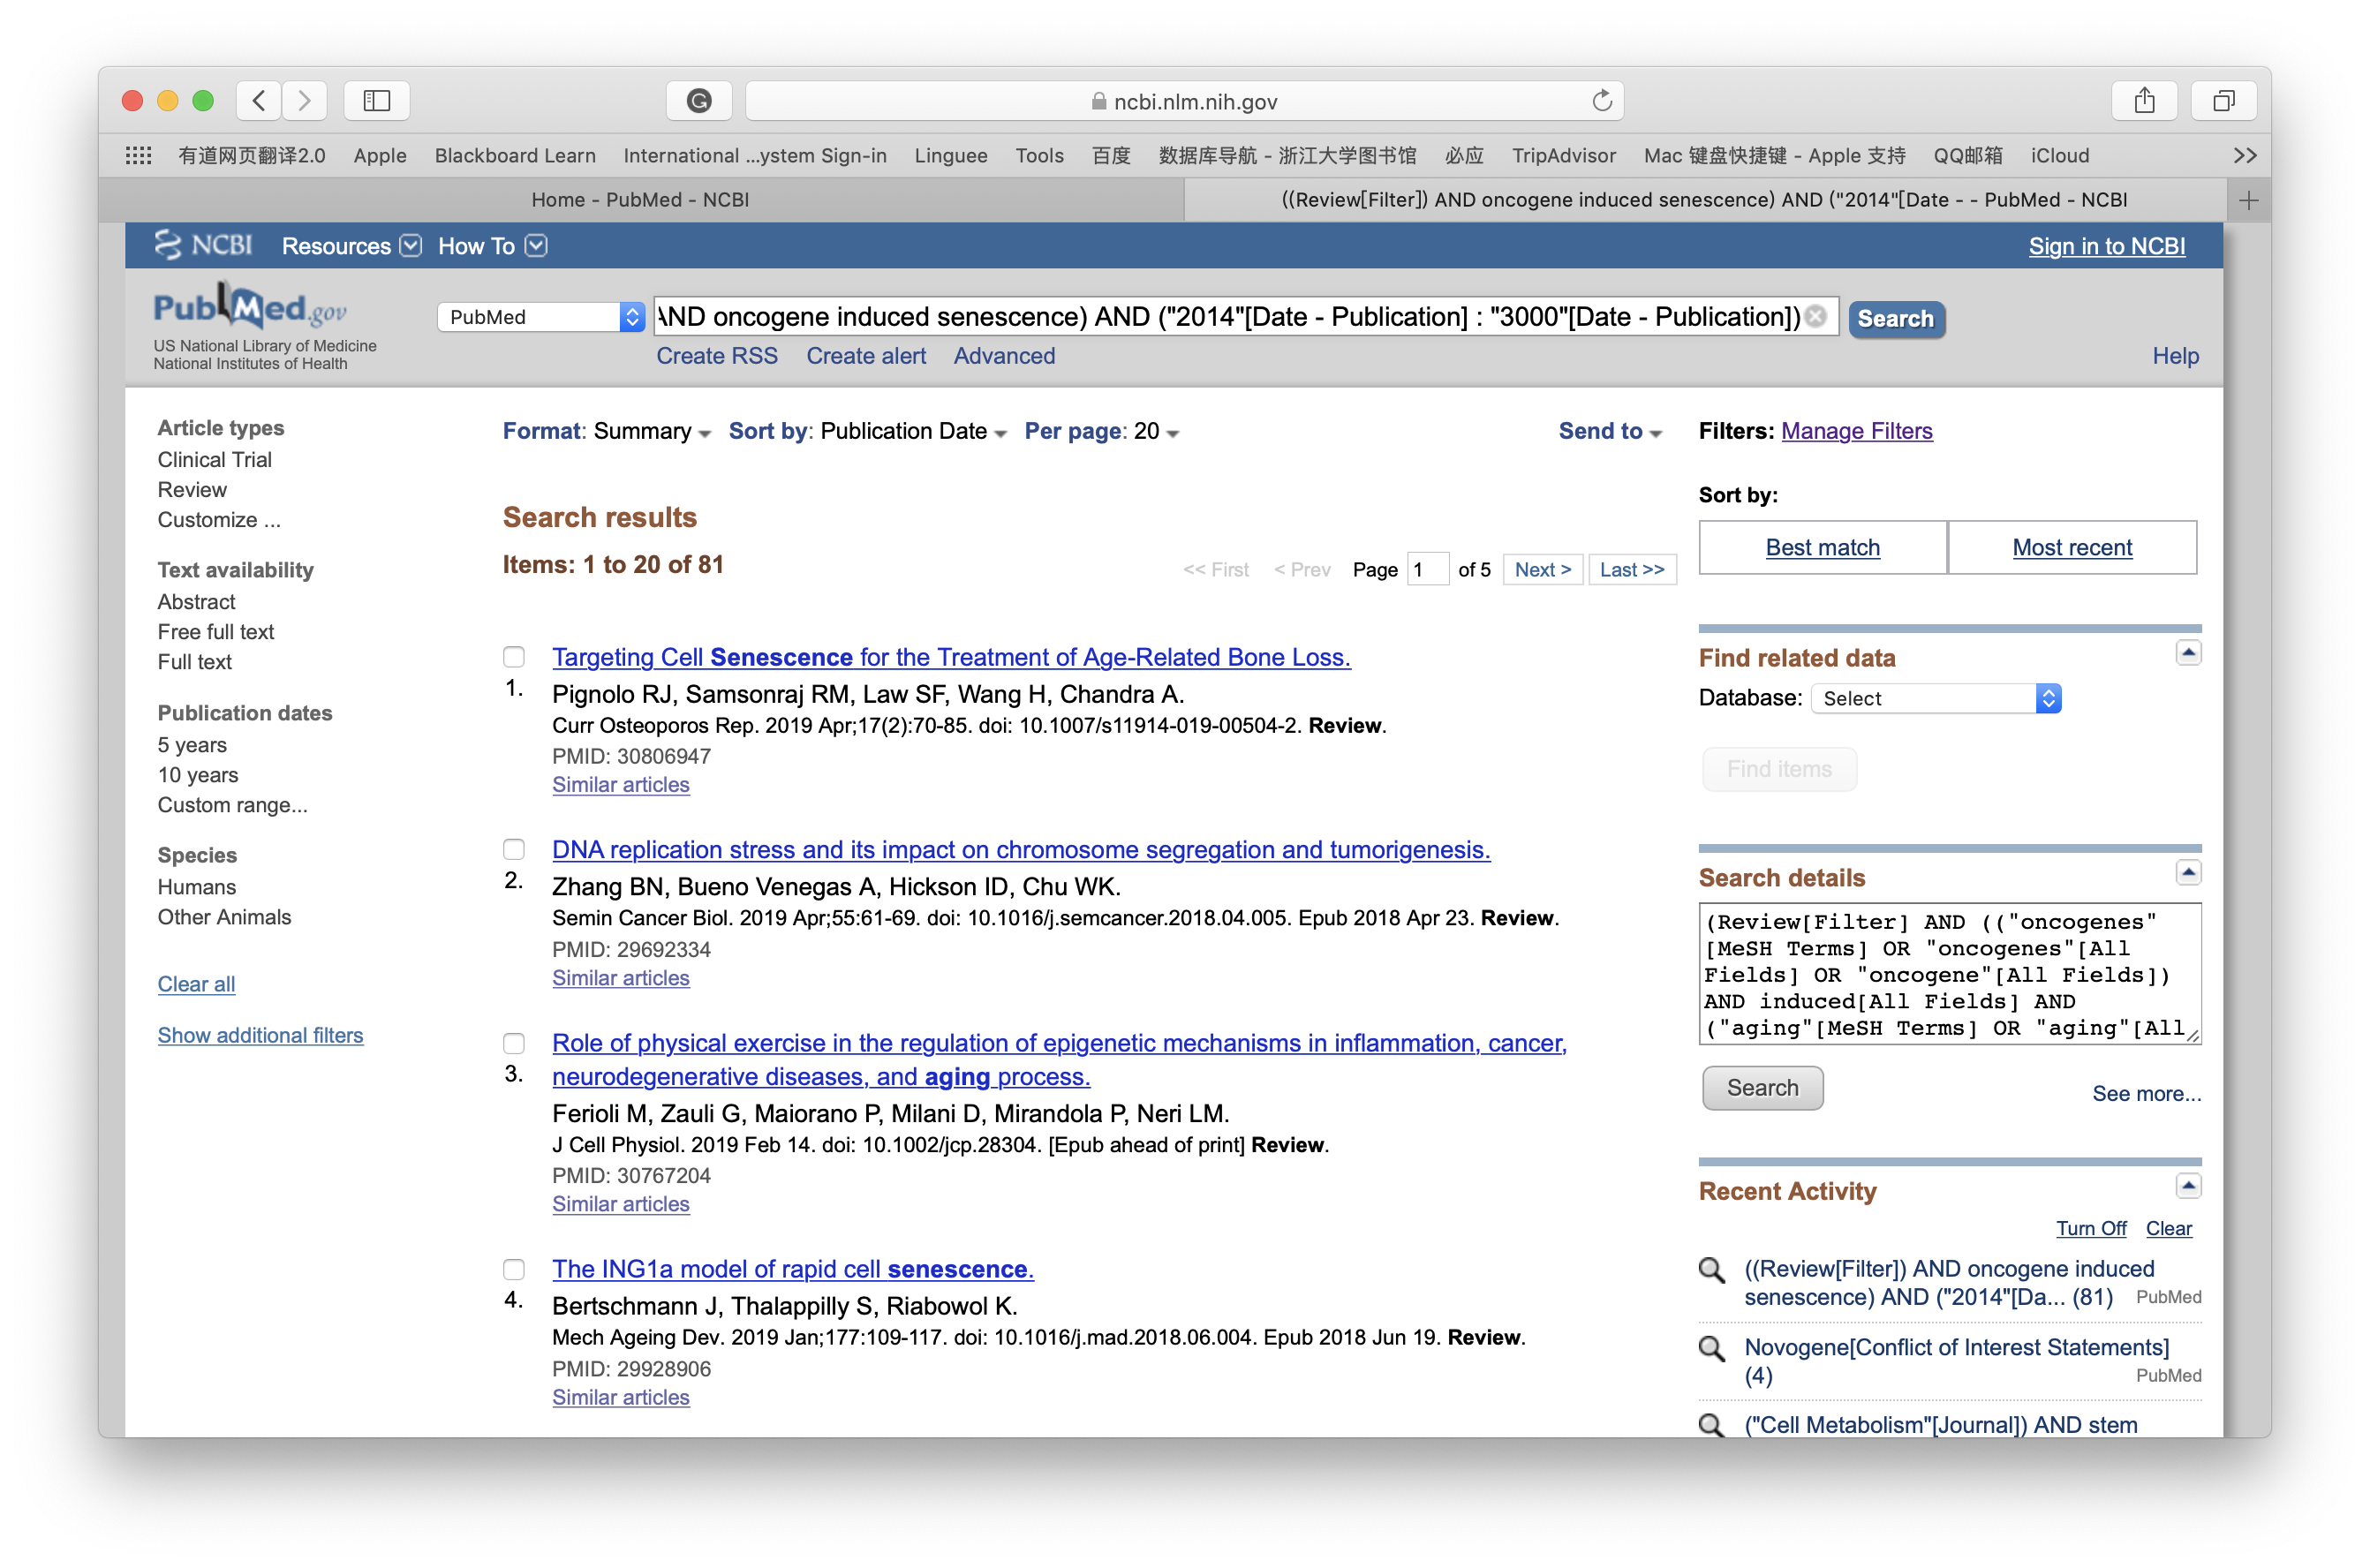 ncbi.nlm.nih.gov
有道网页翻译2.0 Apple Blackboard Learn International ...ystem Sign-in Linguee Tools 百度 数据库导航 - 浙江大学图书馆 必应 TripAdvisor Mac 键盘快捷键 - Apple 支持 QQ邮箱 iCloud >>
Home - PubMed - NCBI ((Review[Filter]) AND oncogene induced senescence) AND ("2014"[Date - - PubMed - NCBI
NCBI Resources How To Sign in to NCBI
PubMed.gov
US National Library of Medicine
National Institutes of Health
PubMed AND oncogene induced senescence) AND ("2014"[Date - Publication] : "3000"[Date - Publication]) Search
Create RSS Create alert Advanced Help
Article types
Clinical Trial
Review
Customize ...
Text availability
Abstract
Free full text
Full text
Publication dates
5 years
10 years
Custom range...
Species
Humans
Other Animals
Clear all
Show additional filters
Format: Summary Sort by: Publication Date Per page: 20 Send to
Search results
Items: 1 to 20 of 81
<< First < Prev Page 1 of 5 Next > Last >>
Targeting Cell Senescence for the Treatment of Age-Related Bone Loss.
1. Pignolo RJ, Samsonraj RM, Law SF, Wang H, Chandra A.
Curr Osteoporos Rep. 2019 Apr;17(2):70-85. doi: 10.1007/s11914-019-00504-2. Review.
PMID: 30806947
Similar articles
DNA replication stress and its impact on chromosome segregation and tumorigenesis.
2. Zhang BN, Bueno Venegas A, Hickson ID, Chu WK.
Semin Cancer Biol. 2019 Apr;55:61-69. doi: 10.1016/j.semcancer.2018.04.005. Epub 2018 Apr 23. Review.
PMID: 29692334
Similar articles
Role of physical exercise in the regulation of epigenetic mechanisms in inflammation, cancer,
3. neurodegenerative diseases, and aging process.
Ferioli M, Zauli G, Maiorano P, Milani D, Mirandola P, Neri LM.
J Cell Physiol. 2019 Feb 14. doi: 10.1002/jcp.28304. [Epub ahead of print] Review.
PMID: 30767204
Similar articles
The ING1a model of rapid cell senescence.
4. Bertschmann J, Thalappilly S, Riabowol K.
Mech Ageing Dev. 2019 Jan;177:109-117. doi: 10.1016/j.mad.2018.06.004. Epub 2018 Jun 19. Review.
PMID: 29928906
Similar articles
Filters: Manage Filters
Sort by:
Best match Most recent
Find related data
Database: Select
Find items
Search details
(Review[Filter] AND (("oncogenes"
[MeSH Terms] OR "oncogenes"[All
Fields] OR "oncogene"[All Fields])
AND induced[All Fields] AND
("aging"[MeSH Terms] OR "aging"[All
Search See more...
Recent Activity
Turn Off Clear
((Review[Filter]) AND oncogene induced
senescence) AND ("2014"[Da... (81) PubMed
Novogene[Conflict of Interest Statements]
(4) PubMed
("Cell Metabolism"[Journal]) AND stem